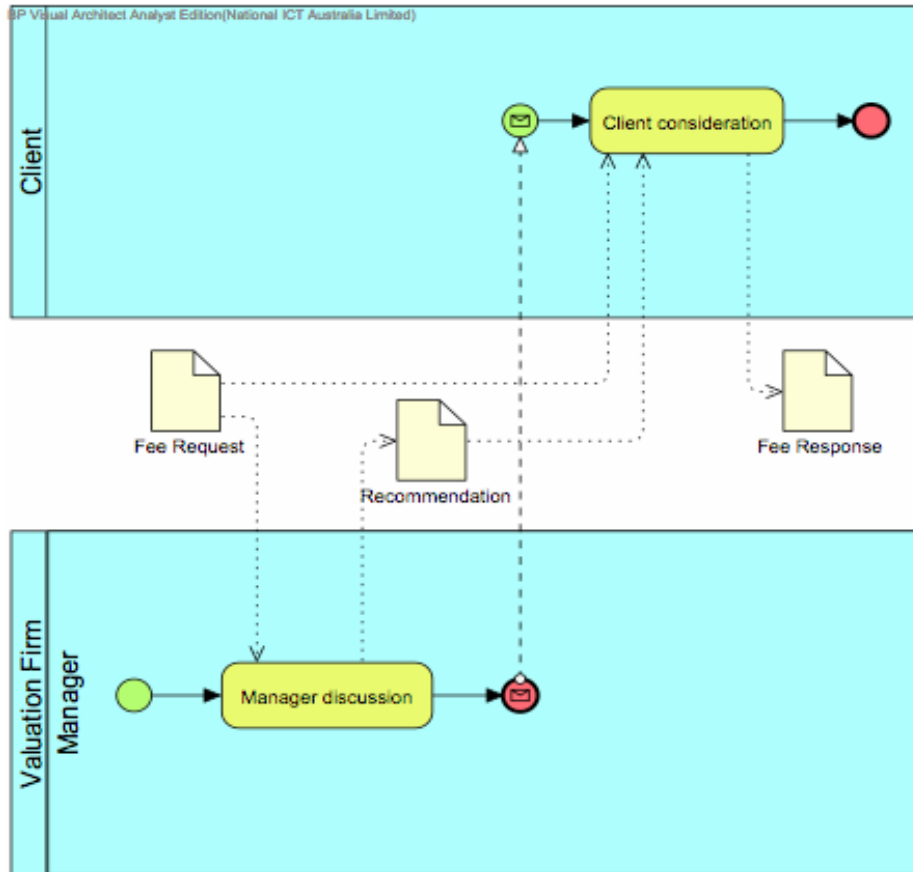 BP Visual Architect Analyst Edition(National ICT Australia Limited)
Client
Client consideration
Fee Request
Recommendation
Fee Response
Valuation Firm
Manager
Manager discussion